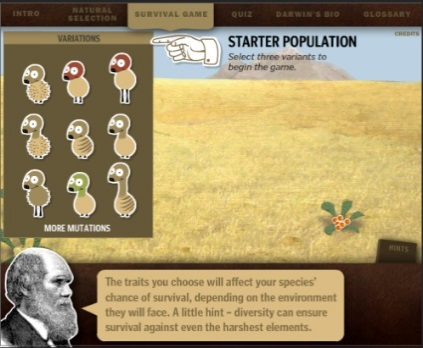 INTRO
NATURAL
SELECTION
SURVIVAL GAME
QUIZ
DARWIN'S BIO
GLOSSARY
CREDITS
VARIATIONS
STARTER POPULATION
Select three variants to
begin the game.
MORE MUTATIONS
HINTS
The traits you choose will affect your species'
chance of survival, depending on the environment
they will face. A little hint – diversity can ensure
survival against even the harshest elements.